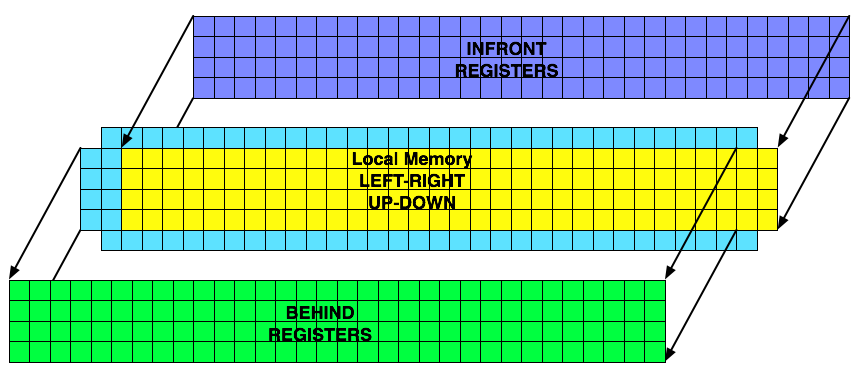 INFRONT
REGISTERS
Local Memory
LEFT-RIGHT
UP-DOWN
BEHIND
REGISTERS